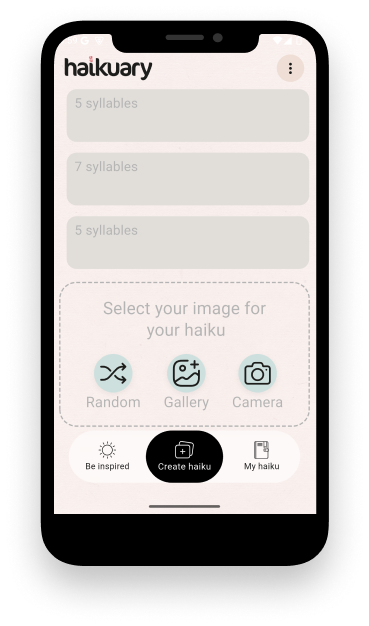 haikuary
5 syllables
7 syllables
5 syllables
Select your image for
your haiku
Random Gallery Camera
Be inspired Create haiku My haiku